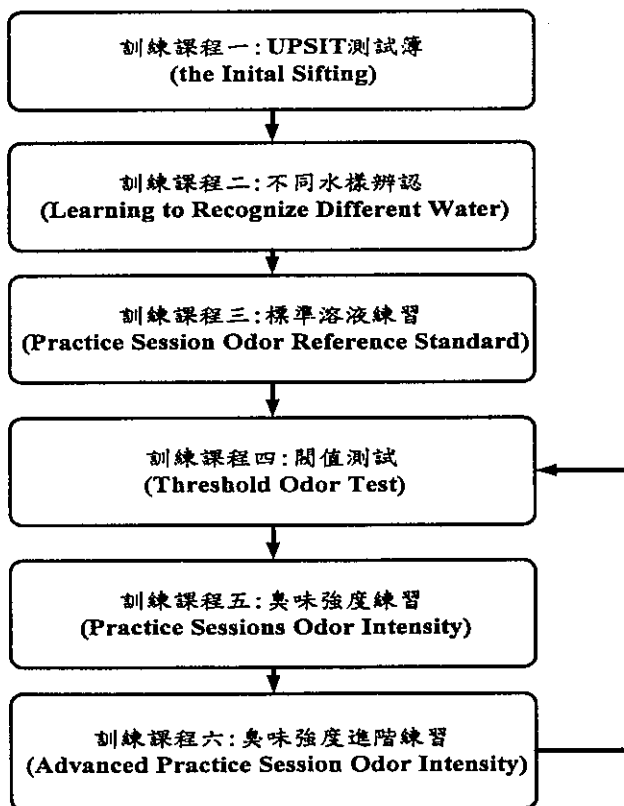 訓練課程一:UPSIT測試簿
(the Inital Sifting)
訓練課程二:不同水樣辨認
(Learning to Recognize Different Water)
訓練課程三:標準溶液練習
(Practice Session Odor Reference Standard)
訓練課程四:閥值測試
(Threshold Odor Test)
訓練課程五:臭味強度練習
(Practice Sessions Odor Intensity)
訓練課程六:臭味強度進階練習
(Advanced Practice Session Odor Intensity)